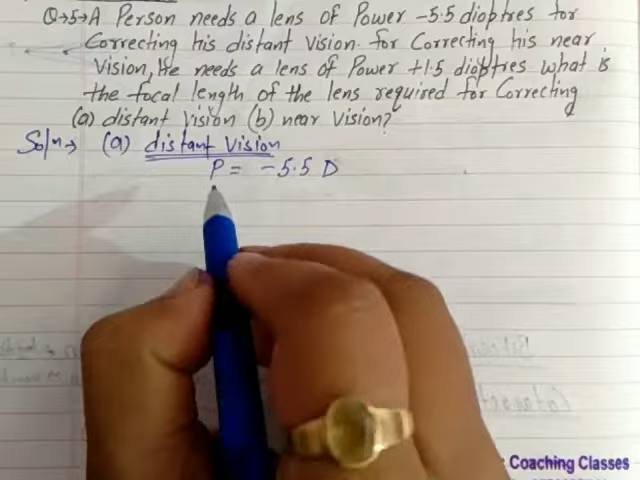 Q→5→A Person needs a lens of Power -5.5 dioptres for
Correcting his distant Vision. for Correcting his near
Vision, He needs a lens of Power +1.5 dioptres what is
the focal length of the lens required for Correcting
(a) distant Vision (b) near Vision?
Soln→ (a) distant Vision
P = -5.5 D
Coaching Classes